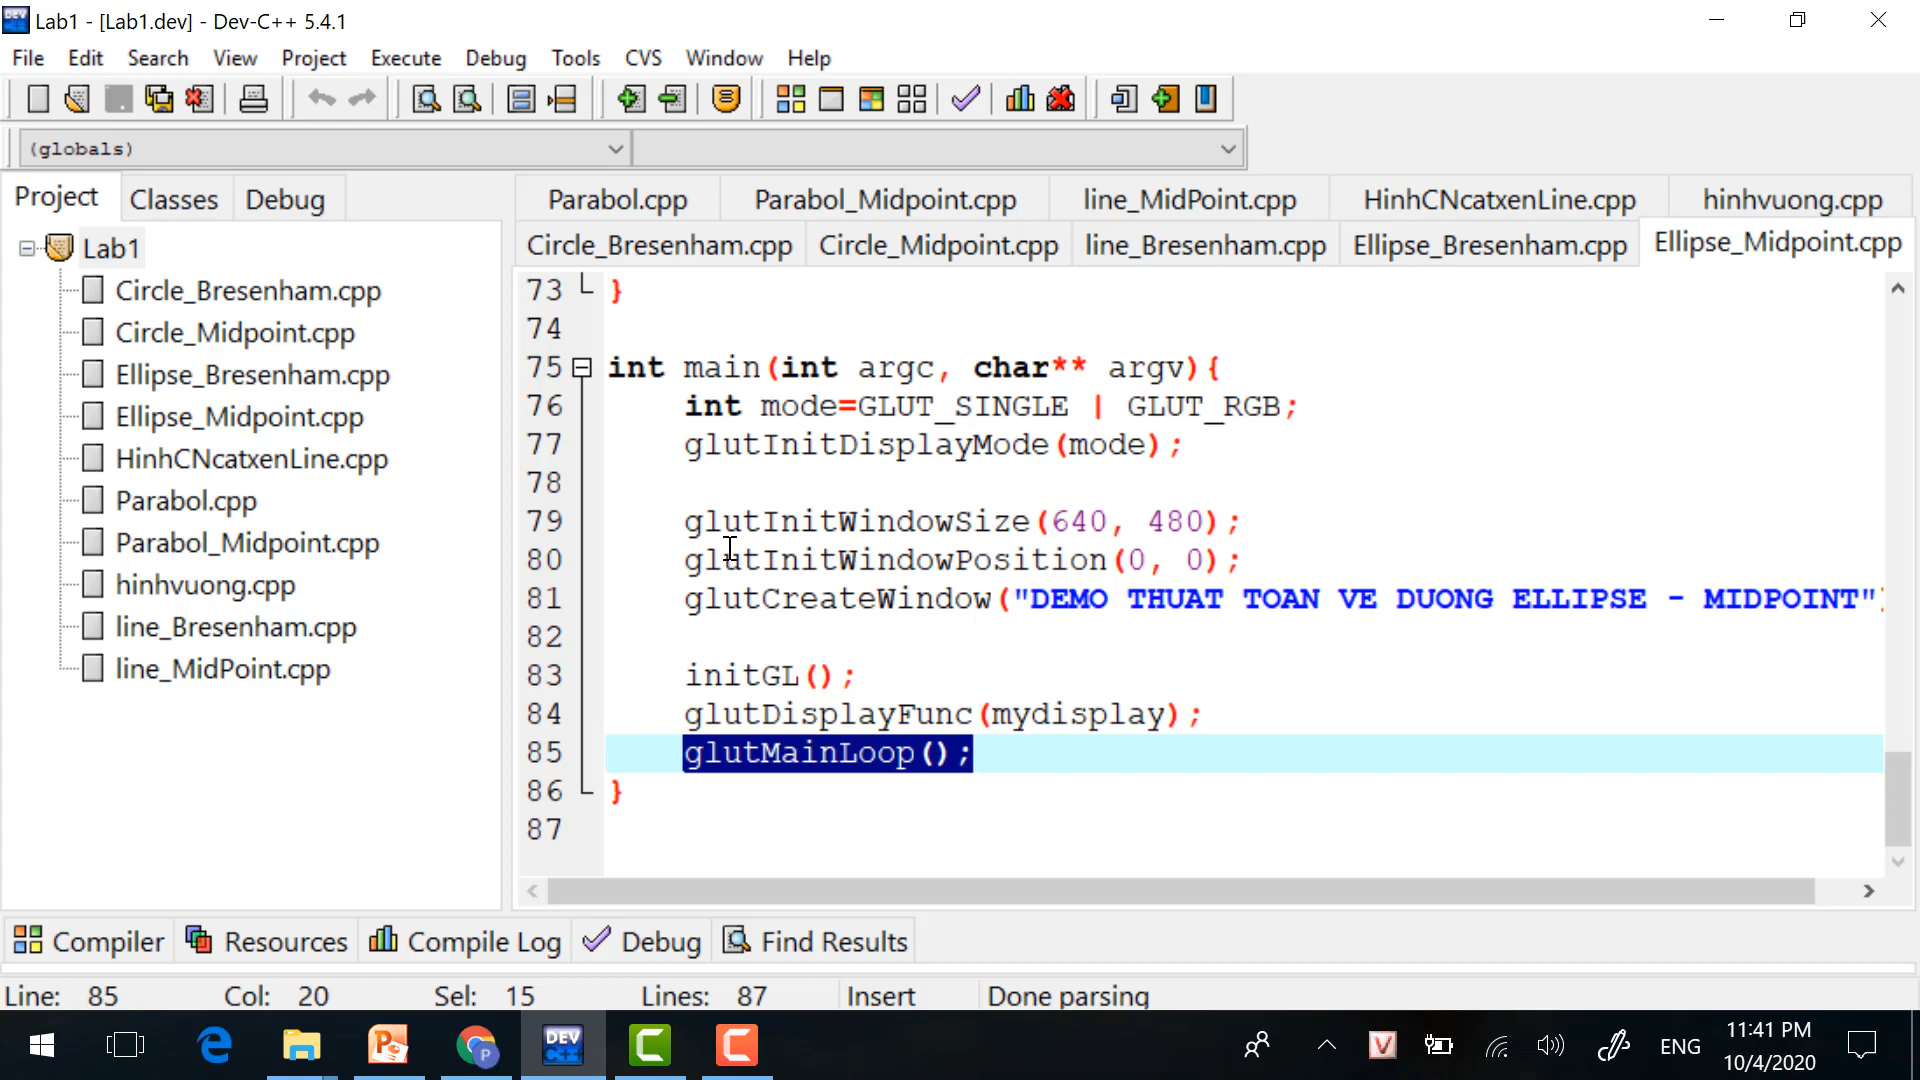 Lab1 - [Lab1.dev] - Dev-C++ 5.4.1
File Edit Search View Project Execute Debug Tools CVS Window Help
(globals)
Project Classes Debug
Parabol.cpp Parabol_Midpoint.cpp line_MidPoint.cpp HinhCNcatxenLine.cpp hinhvuong.cpp
Circle_Bresenham.cpp Circle_Midpoint.cpp line_Bresenham.cpp Ellipse_Bresenham.cpp Ellipse_Midpoint.cpp
Lab1
Circle_Bresenham.cpp
Circle_Midpoint.cpp
Ellipse_Bresenham.cpp
Ellipse_Midpoint.cpp
HinhCNcatxenLine.cpp
Parabol.cpp
Parabol_Midpoint.cpp
hinhvuong.cpp
line_Bresenham.cpp
line_MidPoint.cpp
73 }
74
75 int main(int argc, char** argv){
76 int mode=GLUT_SINGLE | GLUT_RGB;
77 glutInitDisplayMode(mode);
78
79 glutInitWindowSize(640, 480);
80 glutInitWindowPosition(0, 0);
81 glutCreateWindow("DEMO THUAT TOAN VE DUONG ELLIPSE - MIDPOINT")
82
83 initGL();
84 glutDisplayFunc(mydisplay);
85 glutMainLoop();
86 }
87
Compiler Resources Compile Log Debug Find Results
Line: 85 Col: 20 Sel: 15 Lines: 87 Insert Done parsing
DEV C++
ENG
11:41 PM
10/4/2020